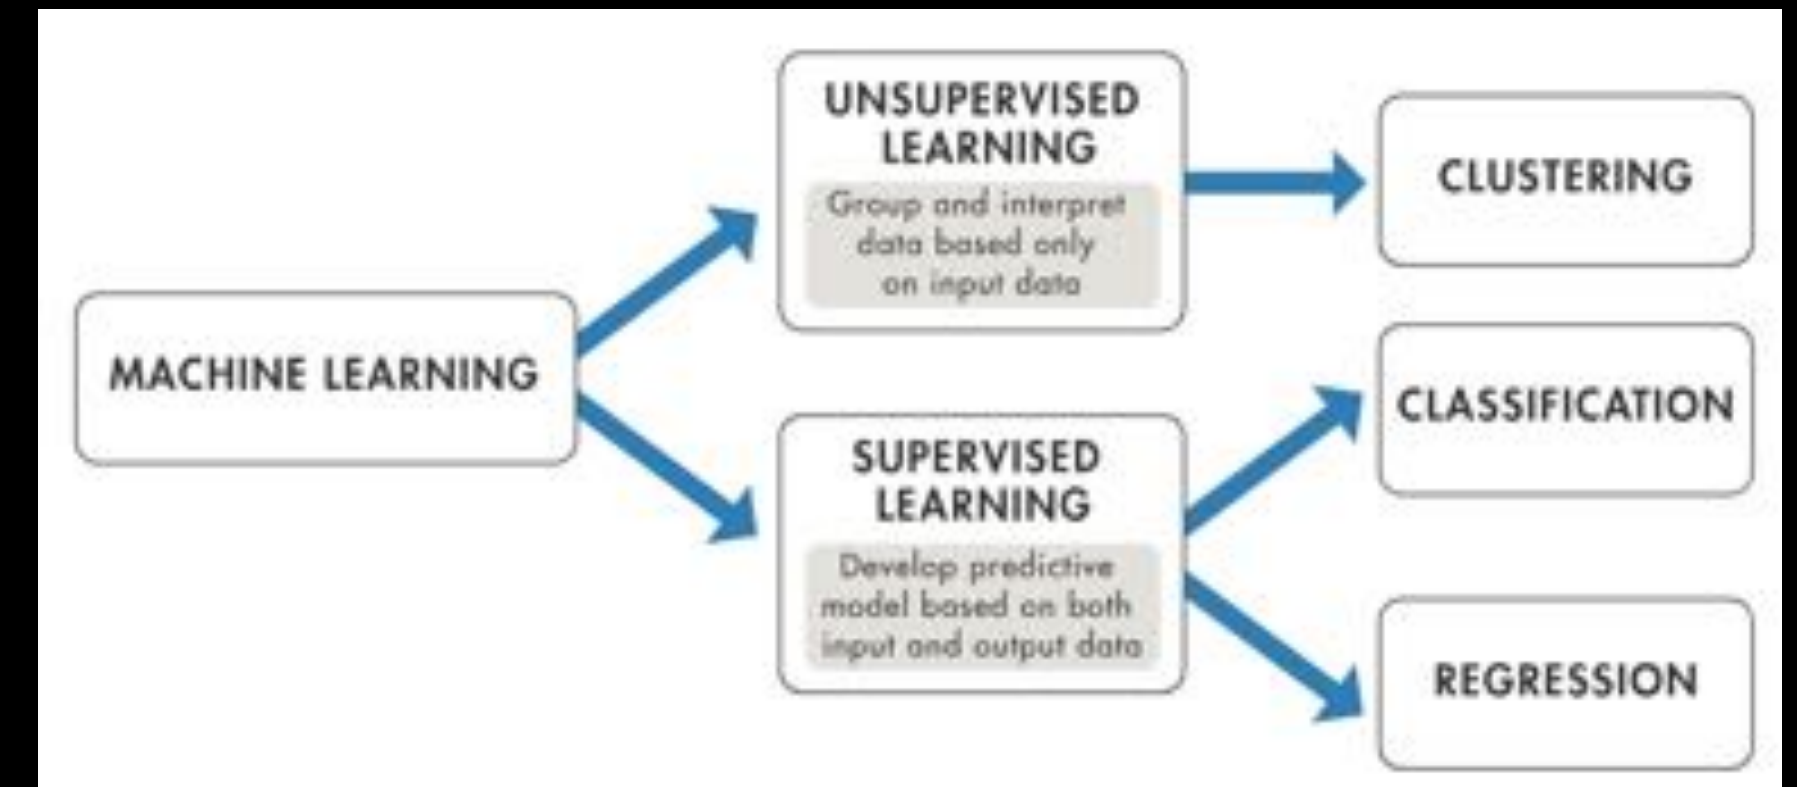 MACHINE LEARNING
UNSUPERVISED
LEARNING
Group and interpret
data based only
on input data
CLUSTERING
SUPERVISED
LEARNING
Develop predictive
model based on both
input and output data
CLASSIFICATION
REGRESSION